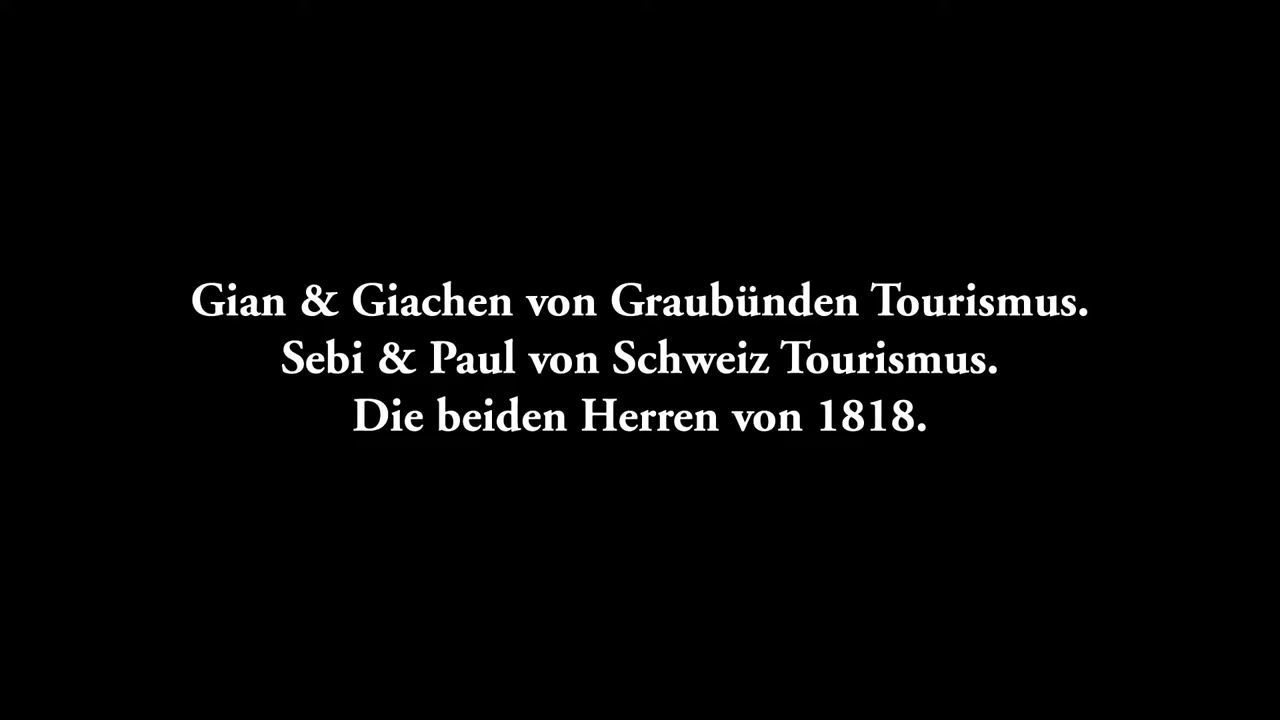 Gian & Giachen von Graubünden Tourismus.
Sebi & Paul von Schweiz Tourismus.
Die beiden Herren von 1818.